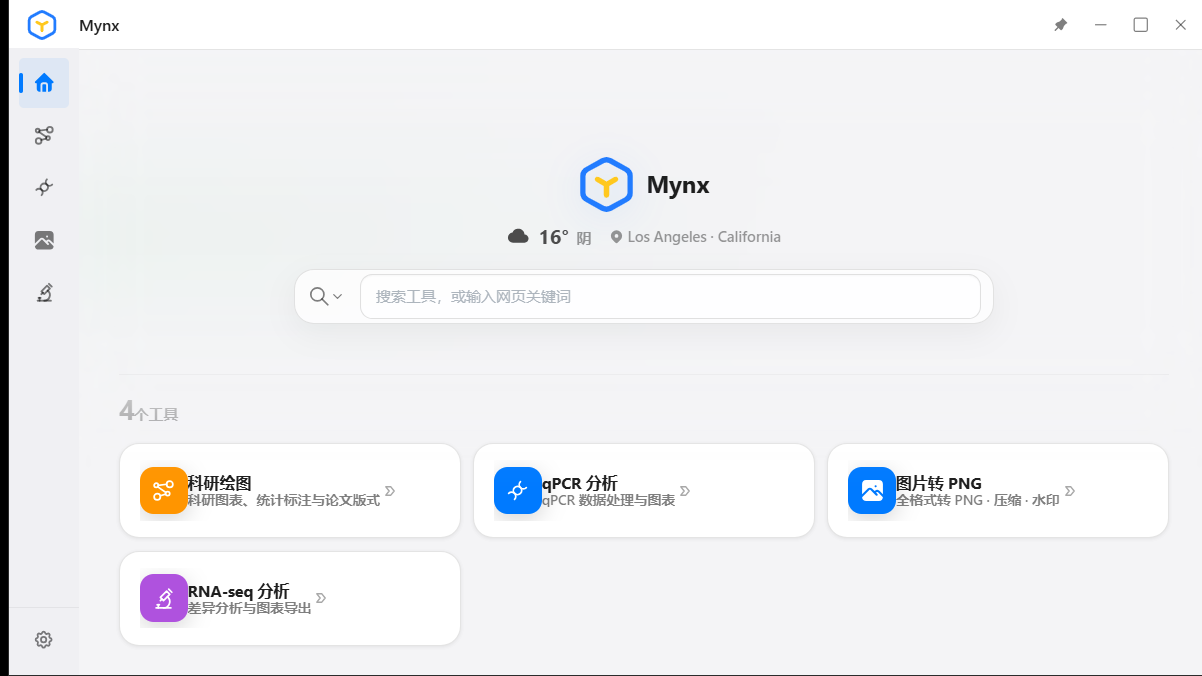 Mynx
Mynx
16° 阴 Los Angeles · California
搜索工具，或输入网页关键词
4个工具
科研绘图
科研图表、统计标注与论文版式
qPCR 分析
qPCR 数据处理与图表
图片转 PNG
全格式转 PNG · 压缩 · 水印
RNA-seq 分析
差异分析与图表导出